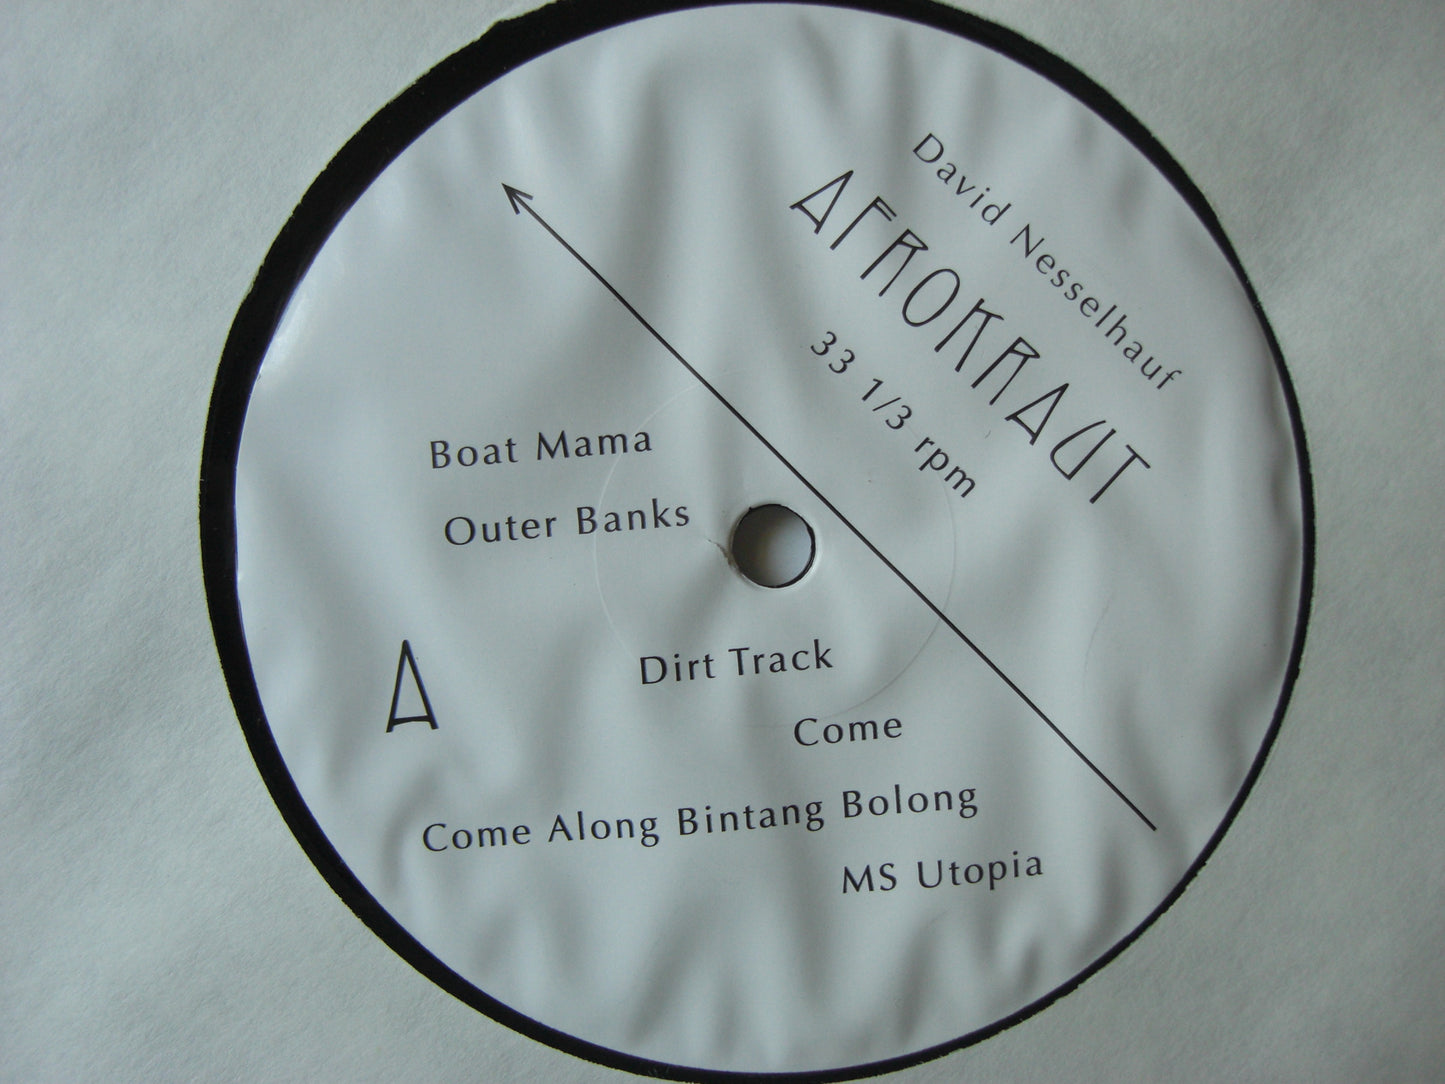 David Nesselhauf
AFROKRAUT
33 1/3 rpm
Boat Mama
Outer Banks
Dirt Track
Come
A
Come Along Bintang Bolong
MS Utopia